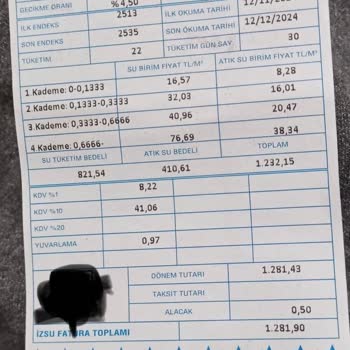 GECİKME ORANI %4,50
İLK ENDEKS 2513 İLK OKUMA TARİHİ
SON ENDEKS 2535 SON OKUMA TARİHİ 12/12/2024
TÜKETİM 22 TÜKETİM GÜN SAY 30
SU BİRİM FİYAT TL/M³ ATIK SU BİRİM FİYAT TL/M³
1.Kademe: 0-0,1333 16,57 8,28
2.Kademe: 0,1333-0,3333 32,03 16,01
3.Kademe: 0,3333-0,6666 40,96 20,47
4.Kademe: 0,6666- 76,69 38,34
SU TÜKETİM BEDELİ ATIK SU BEDELİ TOPLAM
821,54 410,61 1.232,15
KDV %1 8,22
KDV %10 41,06
KDV %20
YUVARLAMA 0,97
DÖNEM TUTARI 1.281,43
TAKSİT TUTARI
ALACAK 0,50
İZSU FATURA TOPLAMI 1.281,90